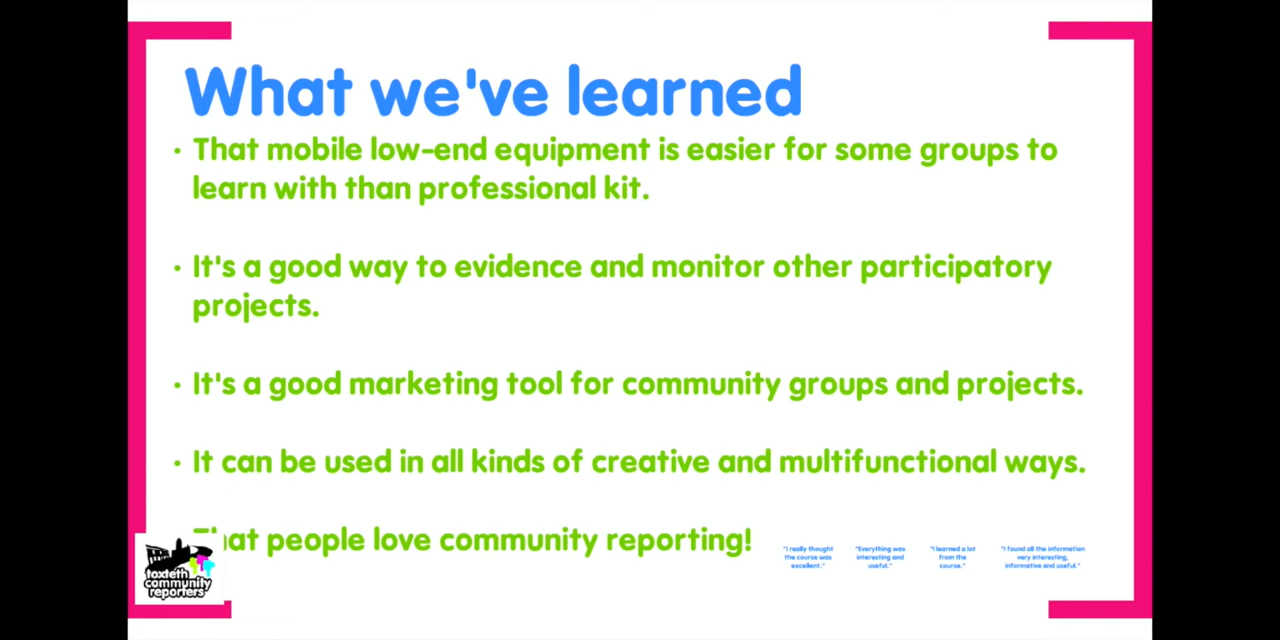 What we've learned
• That mobile low-end equipment is easier for some groups to
learn with than professional kit.
• It's a good way to evidence and monitor other participatory
projects.
• It's a good marketing tool for community groups and projects.
• It can be used in all kinds of creative and multifunctional ways.
That people love community reporting!
"I really thought
the course was
excellent."
"Everything was
interesting and
useful."
"I learned a lot
from the
course."
"I found all the information
very interesting,
informative and useful."
toxteth
community
reporters